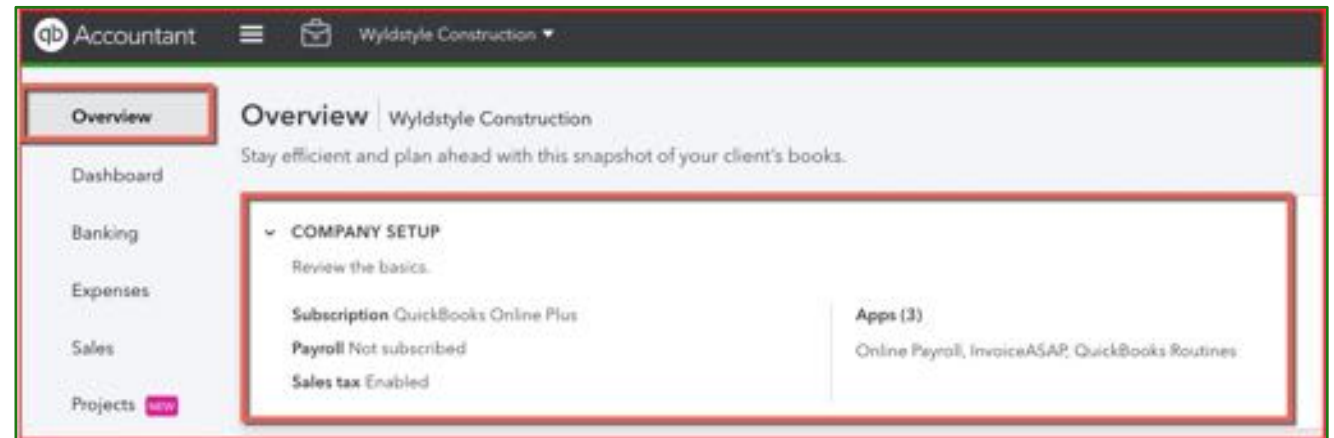 qb Accountant Wyldstyle Construction
Overview
Dashboard
Banking
Expenses
Sales
Projects NEW
Overview Wyldstyle Construction
Stay efficient and plan ahead with this snapshot of your client's books.
COMPANY SETUP
Review the basics.
Subscription QuickBooks Online Plus
Payroll Not subscribed
Sales tax Enabled
Apps (3)
Online Payroll, InvoiceASAP, QuickBooks Routines